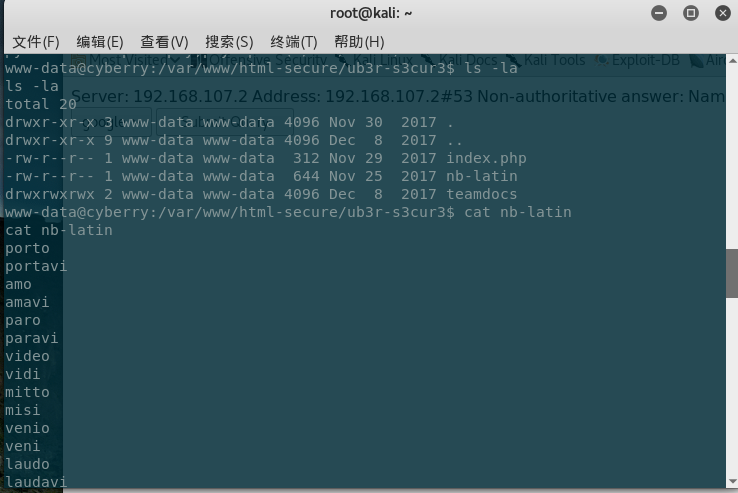 root@kali: ~
文件(F) 编辑(E) 查看(V) 搜索(S) 终端(T) 帮助(H)
Most Visited Offensive Security Kali Linux Kali Docs Kali Tools Exploit-DB Airc
www-data@cyberry:/var/www/html-secure/ub3r-s3cur3$ ls -la
ls -la
Server: 192.168.107.2 Address: 192.168.107.2#53 Non-authoritative answer: Nam
total 20
drwxr-xr-x 3 www-data www-data 4096 Nov 30 2017 .
drwxr-xr-x 9 www-data www-data 4096 Dec 8 2017 ..
-rw-r--r-- 1 www-data www-data 312 Nov 29 2017 index.php
-rw-r--r-- 1 www-data www-data 644 Nov 25 2017 nb-latin
drwxrwxrwx 2 www-data www-data 4096 Dec 8 2017 teamdocs
www-data@cyberry:/var/www/html-secure/ub3r-s3cur3$ cat nb-latin
cat nb-latin
porto
portavi
amo
amavi
paro
paravi
video
vidi
mitto
misi
venio
veni
laudo
laudavi